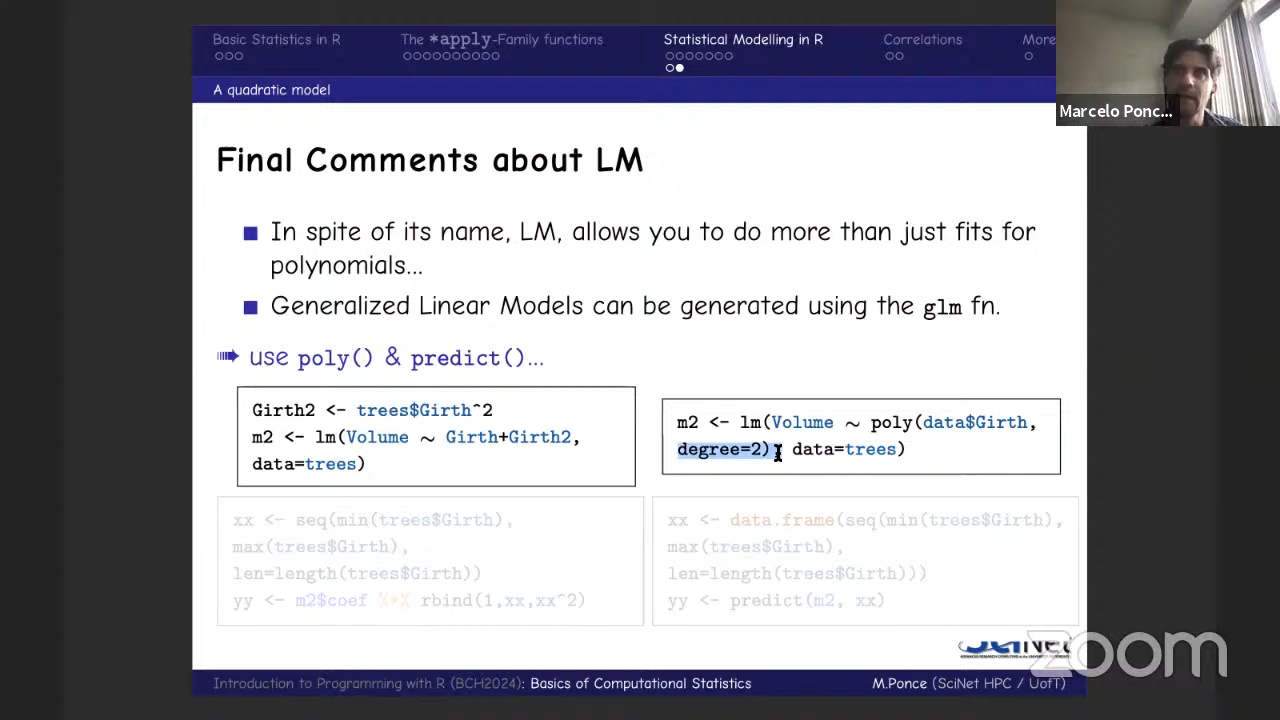 Basic Statistics in R
The *apply-Family functions
Statistical Modelling in R
Correlations
More
A quadratic model
Marcelo Ponc...
Final Comments about LM
In spite of its name, LM, allows you to do more than just fits for
polynomials...
Generalized Linear Models can be generated using the glm fn.
use poly() & predict()...
Girth2 <- trees$Girth^2
m2 <- lm(Volume ~ Girth+Girth2,
data=trees)
m2 <- lm(Volume ~ poly(data$Girth,
degree=2), data=trees)
xx <- seq(min(trees$Girth),
max(trees$Girth),
len=length(trees$Girth))
yy <- m2$coef %*% rbind(1,xx,xx^2)
xx <- data.frame(seq(min(trees$Girth),
max(trees$Girth),
len=length(trees$Girth)))
yy <- predict(m2, xx)
SciNet
zoom
Introduction to Programming with R (BCH2024): Basics of Computational Statistics
M.Ponce (SciNet HPC / UofT)